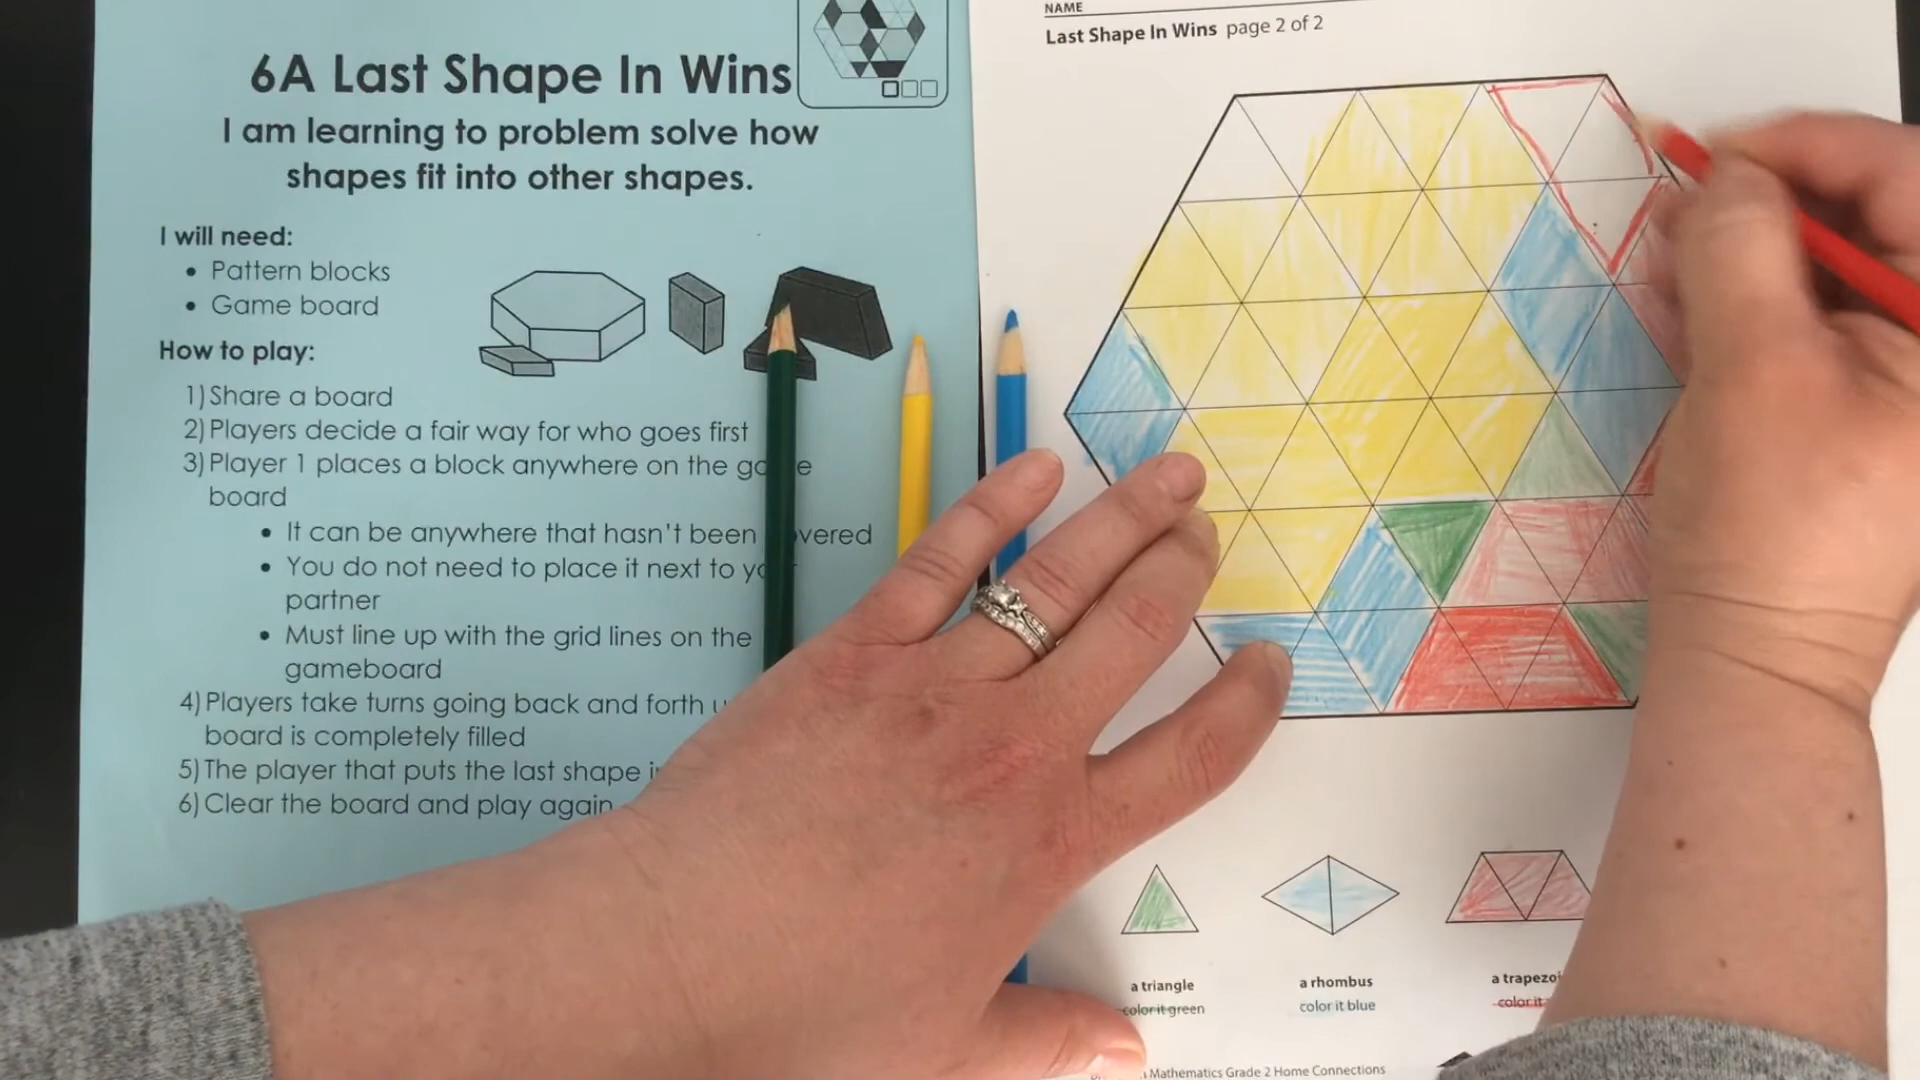 6A Last Shape In Wins
I am learning to problem solve how
shapes fit into other shapes.
I will need:
• Pattern blocks
• Game board
How to play:
1) Share a board
2) Players decide a fair way for who goes first
3) Player 1 places a block anywhere on the
board
• It can be anywhere that hasn't been
• You do not need to place it next to
partner
• Must line up with the grid lines on the
gameboard
4) Players take turns going back and forth
board is completely filled
5) The player that puts the last shape
6) Clear the board and play again
NAME
Last Shape In Wins page 2 of 2
a triangle
color it green
a rhombus
color it blue
a
color it
Mathematics Grade 2 Home Connections